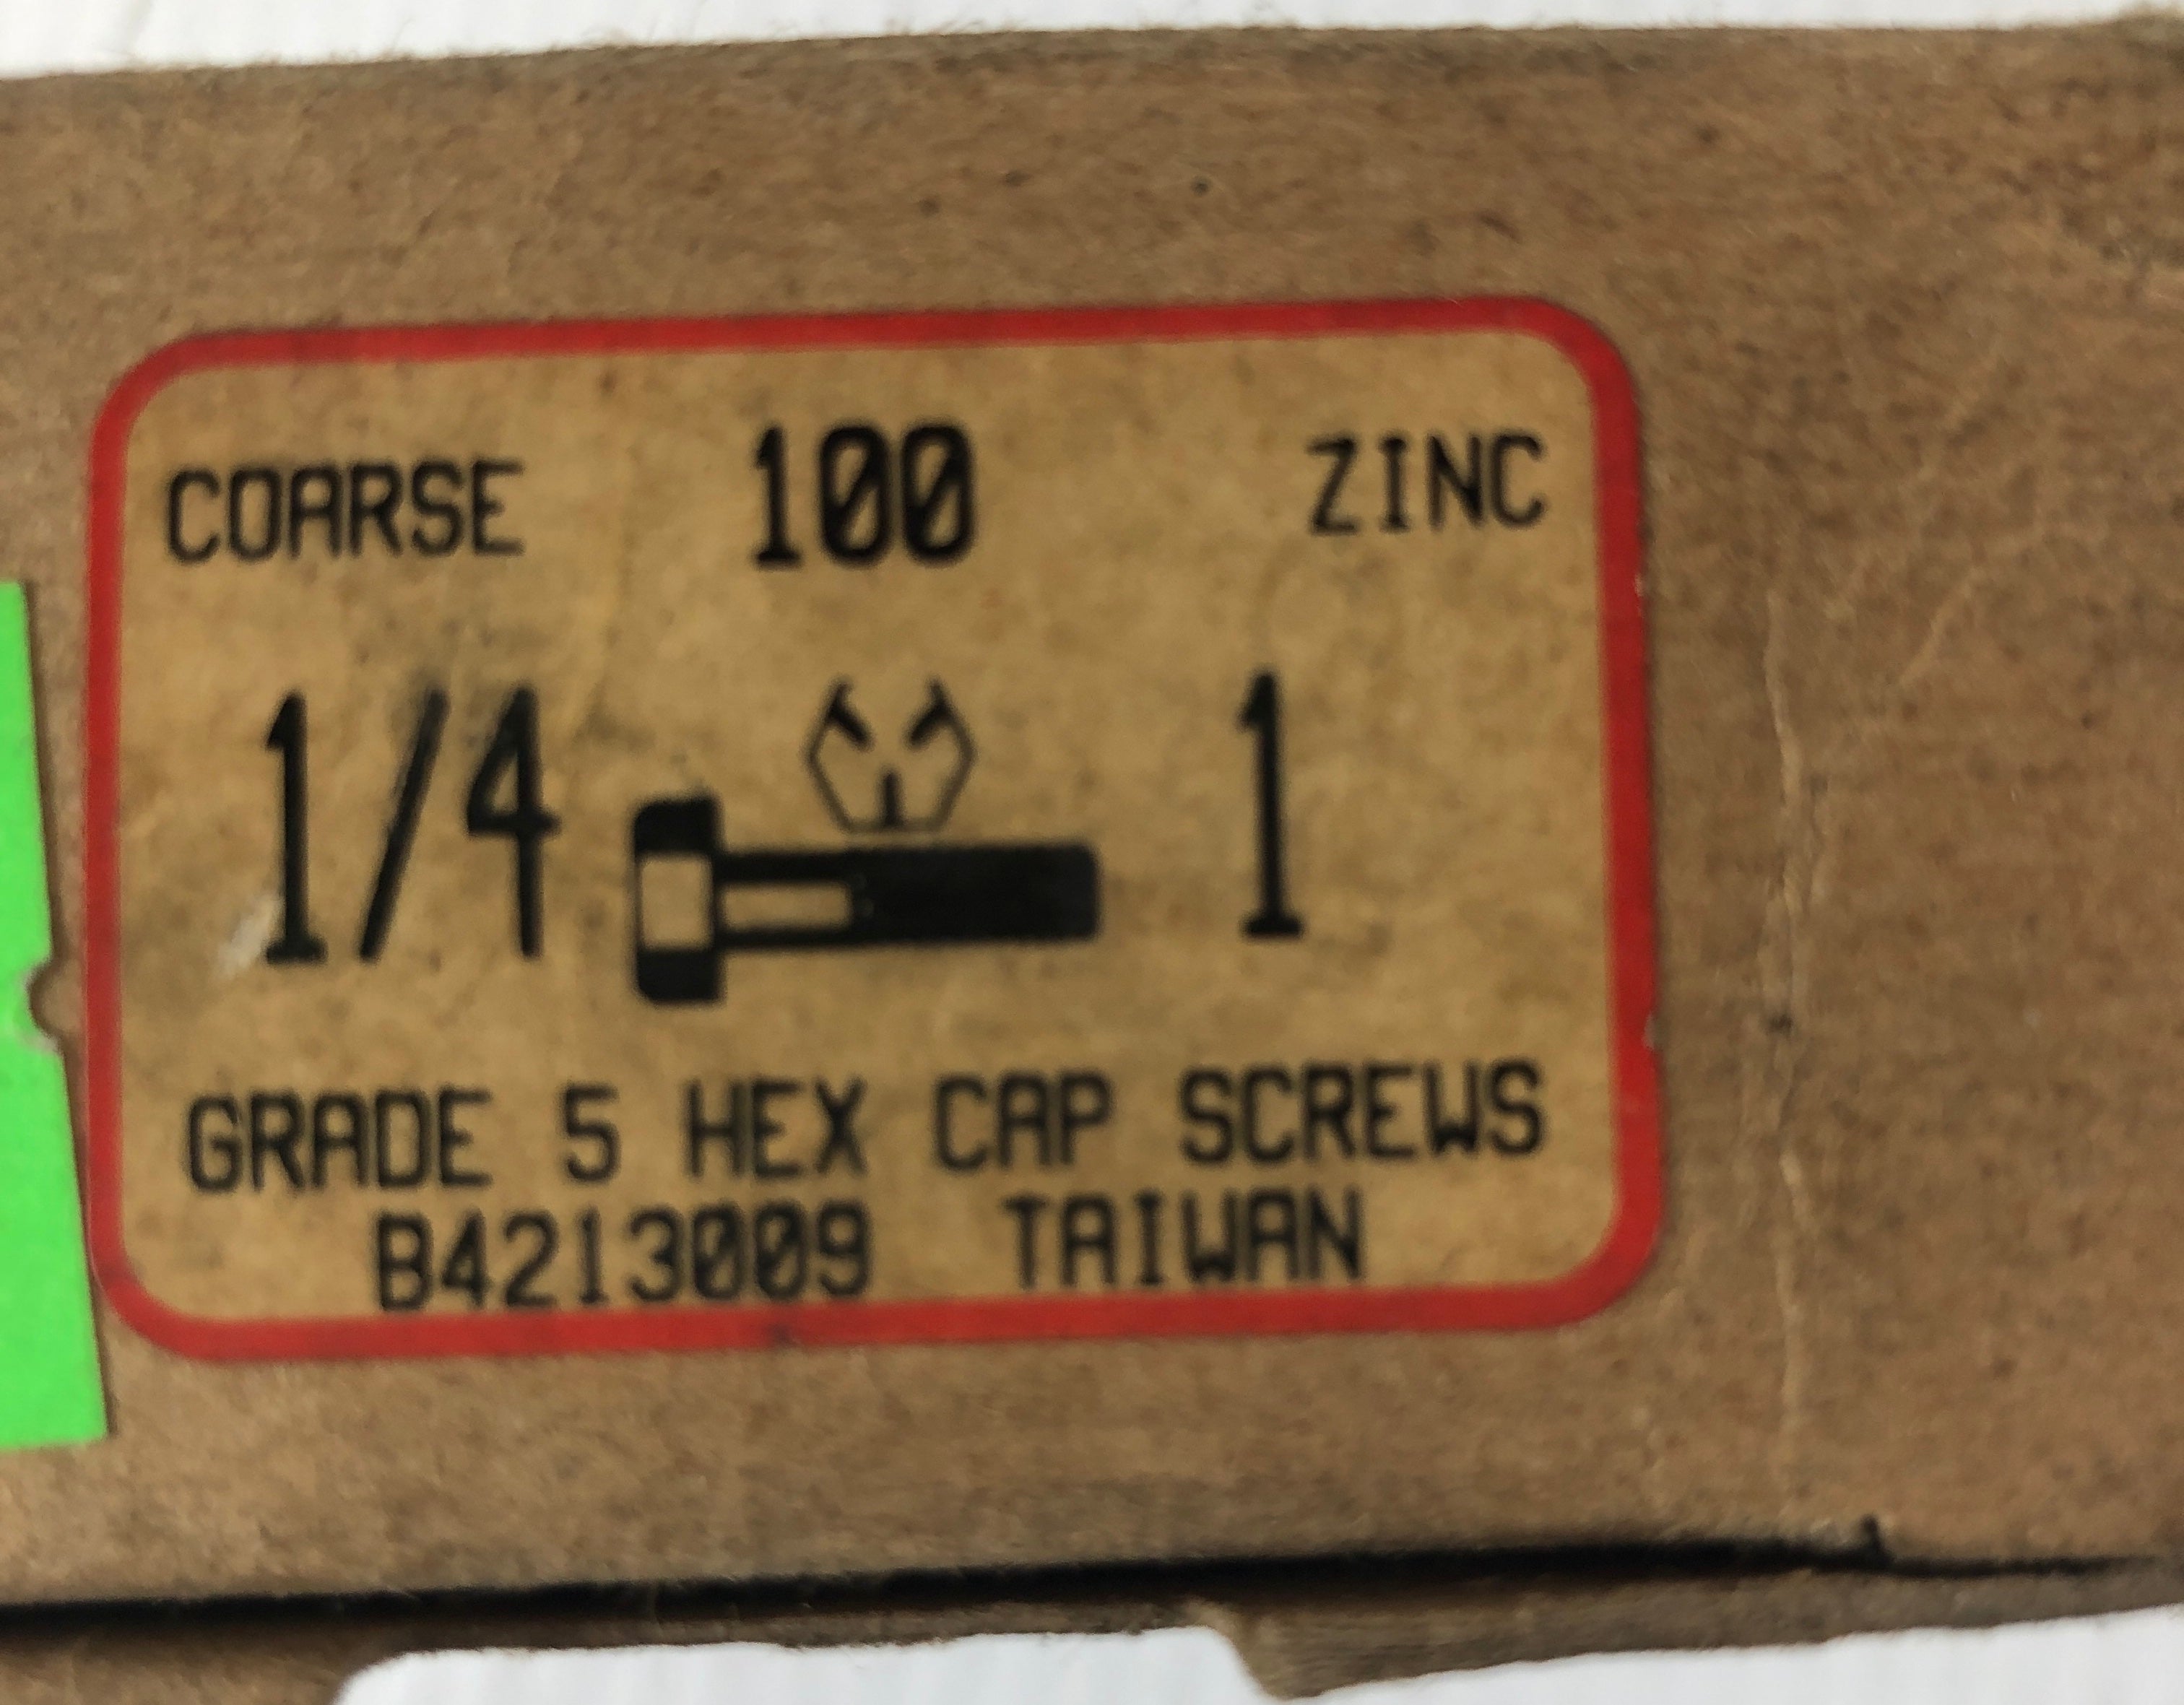 COARSE 100 ZINC
1/4 1
GRADE 5 HEX CAP SCREWS
B4213009 TAIWAN